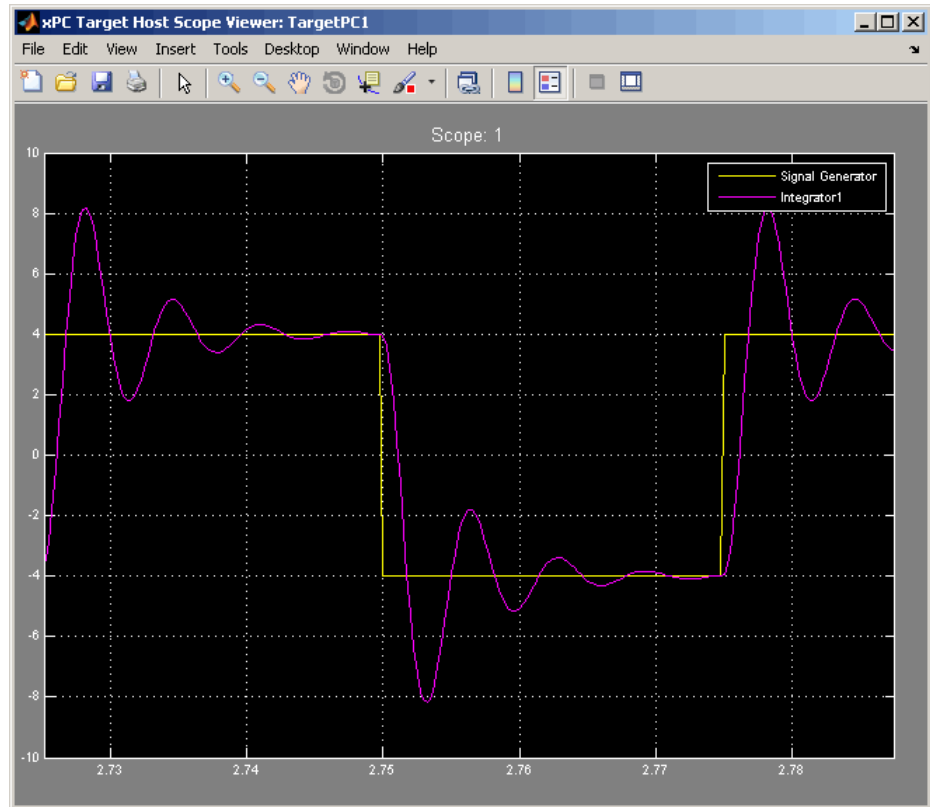 xPC Target Host Scope Viewer: TargetPC1
File Edit View Insert Tools Desktop Window Help
Scope: 1
Signal Generator
Integrator1
10
8
6
4
2
0
-2
-4
-6
-8
-10
2.73 2.74 2.75 2.76 2.77 2.78